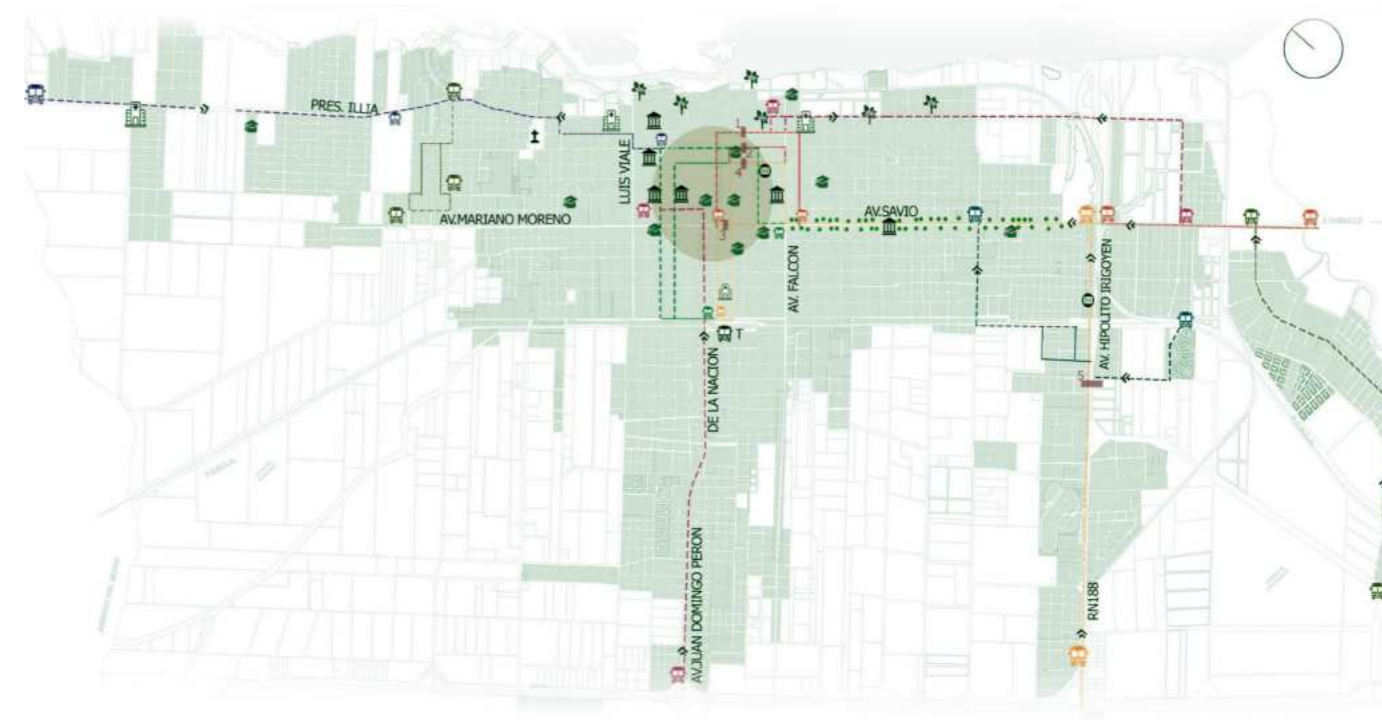 PRES. ILLIA
LUIS VIALE
AV.MARIANO MORENO
AV.SAVIO
AV. FALCON
AV. HIPOLITO IRIGOYEN
T
5
DE LA NACION
AV.JUAN DOMINGO PERON
RN188